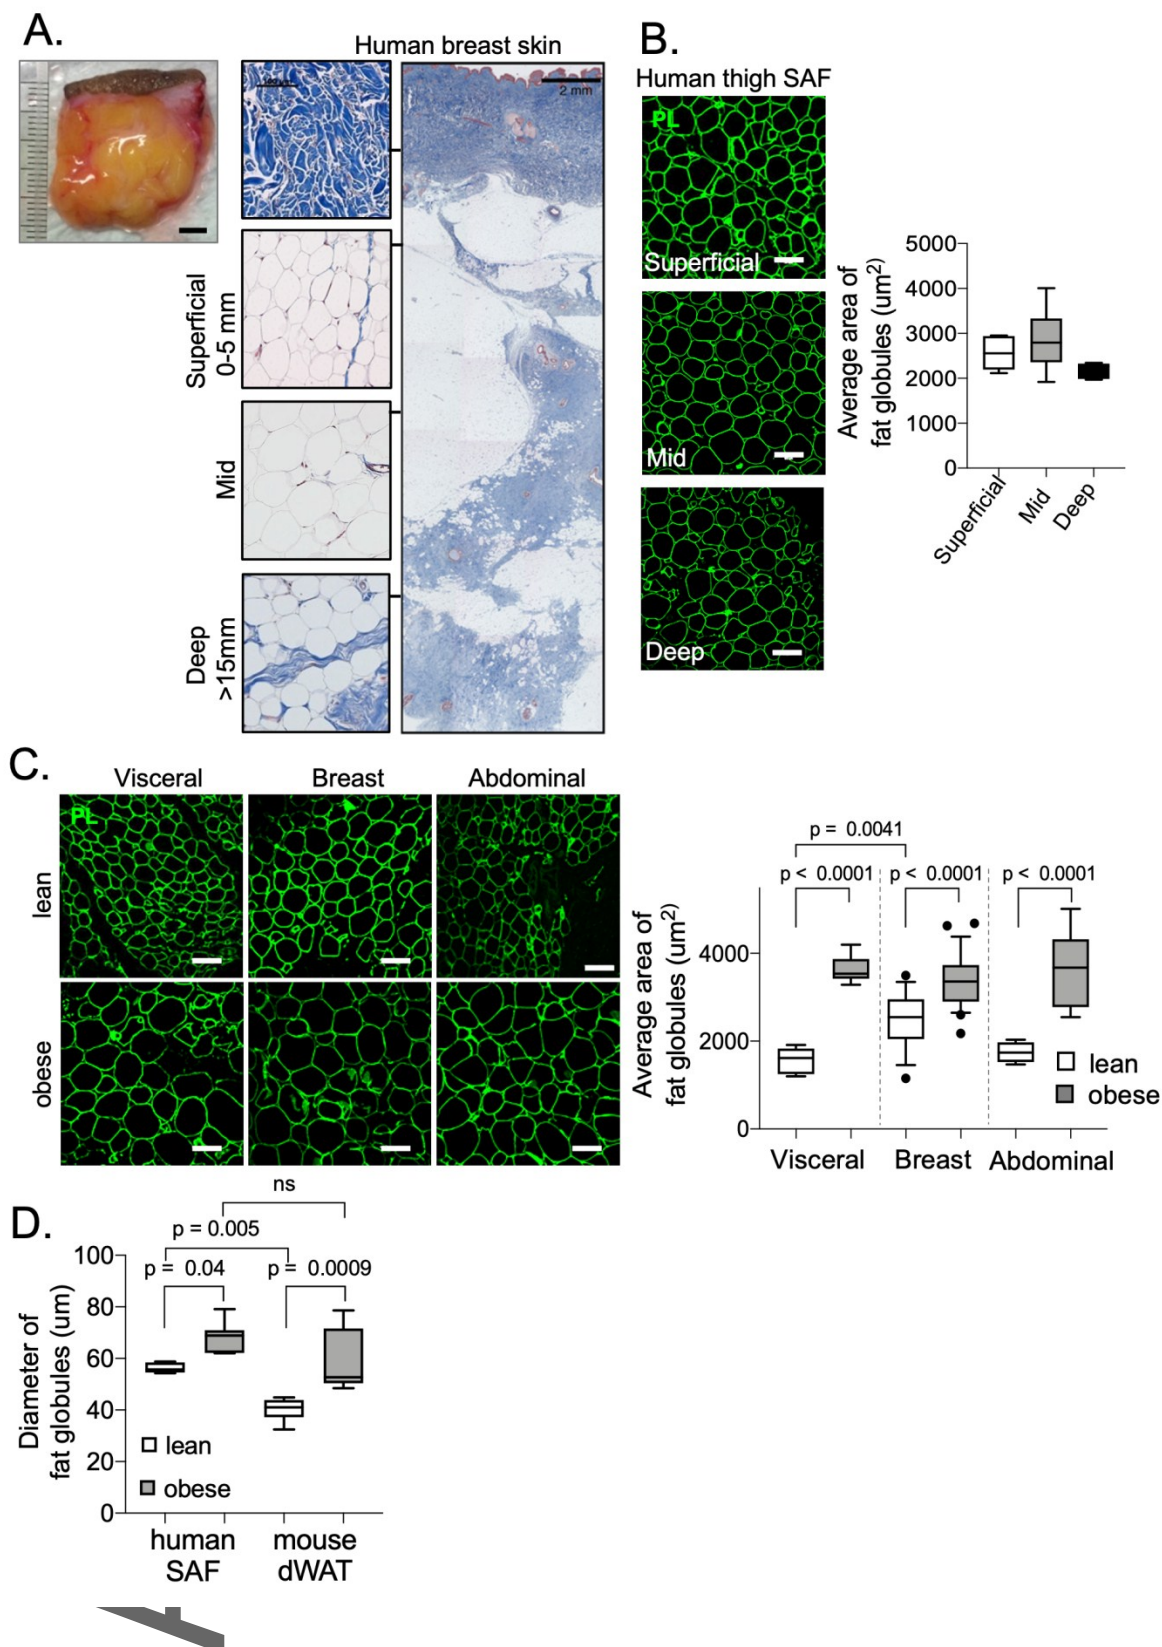 A.
Human breast skin
2 mm
Superficial
0-5 mm
Mid
Deep
>15mm
B.
Human thigh SAF
PL
Superficial
Mid
Deep
Average area of
fat globules (um²)
5000
4000
3000
2000
1000
0
Superficial
Mid
Deep
C.
Visceral
Breast
Abdominal
PL
lean
obese
p = 0.0041
p < 0.0001
p < 0.0001
p < 0.0001
Average area of
fat globules (um²)
4000
2000
0
lean
obese
Visceral
Breast
Abdominal
D.
ns
p = 0.005
p = 0.04
p = 0.0009
Diameter of
fat globules (um)
100
80
60
40
20
0
lean
obese
human
SAF
mouse
dWAT